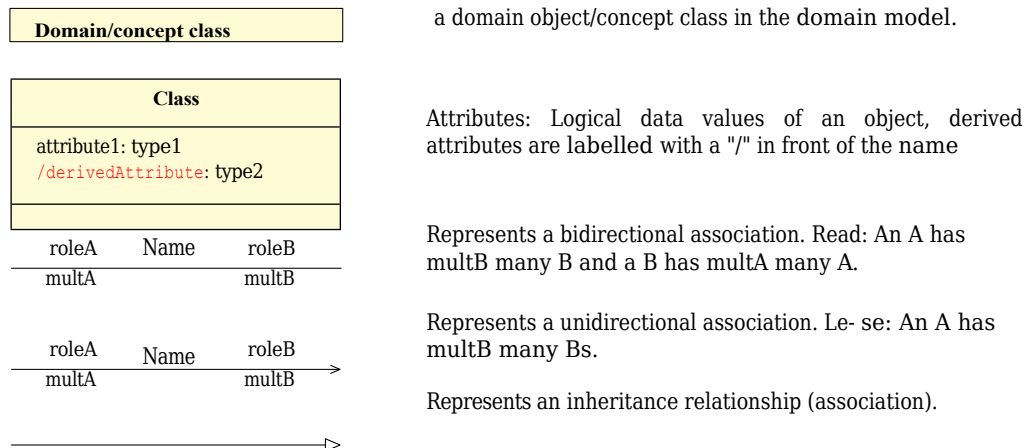 Domain/concept class
a domain object/concept class in the domain model.
Class
attribute1: type1
/derivedAttribute: type2
Attributes: Logical data values of an object, derived
attributes are labelled with a "/" in front of the name
roleA Name roleB
multA multB
Represents a bidirectional association. Read: An A has
multB many B and a B has multA many A.
roleA Name roleB
multA multB
Represents a unidirectional association. Le- se: An A has
multB many Bs.
Represents an inheritance relationship (association).